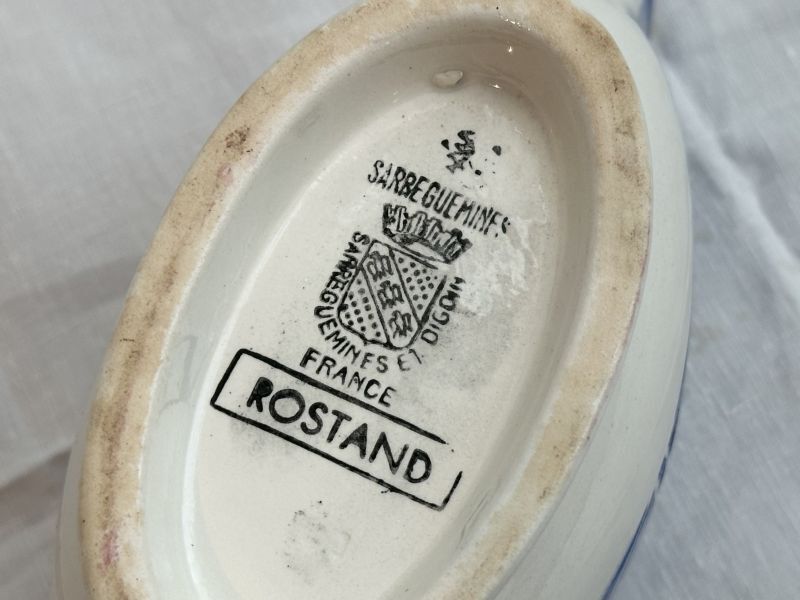 SARREGUEMINES
SARREGUEMINES ET DIGOIN
FRANCE
ROSTAND